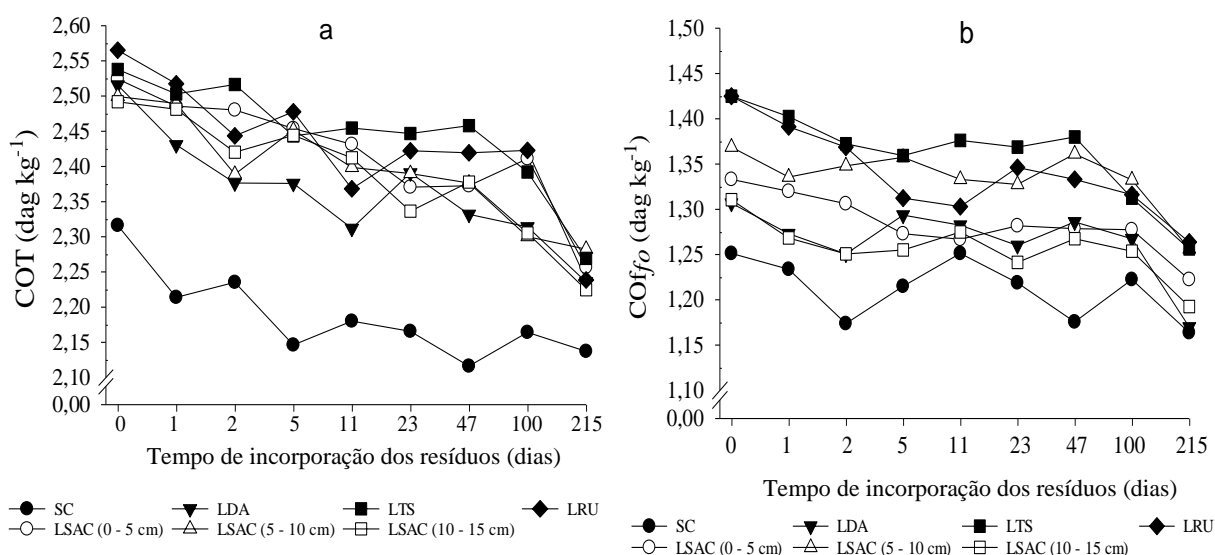 a
COT (dag kg-1)
2,60
2,55
2,50
2,45
2,40
2,35
2,30
2,25
2,20
2,15
2,10
0,00
0 1 2 5 11 23 47 100 215
Tempo de incorporação dos resíduos (dias)
SC LDA LTS LRU
LSAC (0 - 5 cm) LSAC (5 - 10 cm) LSAC (10 - 15 cm)
b
COffo (dag kg-1)
1,50
1,45
1,40
1,35
1,30
1,25
1,20
1,15
1,10
0,00
0 1 2 5 11 23 47 100 215
Tempo de incorporação dos resíduos (dias)
SC LDA LTS LRU
LSAC (0 - 5 cm) LSAC (5 - 10 cm) LSAC (10 - 15 cm)